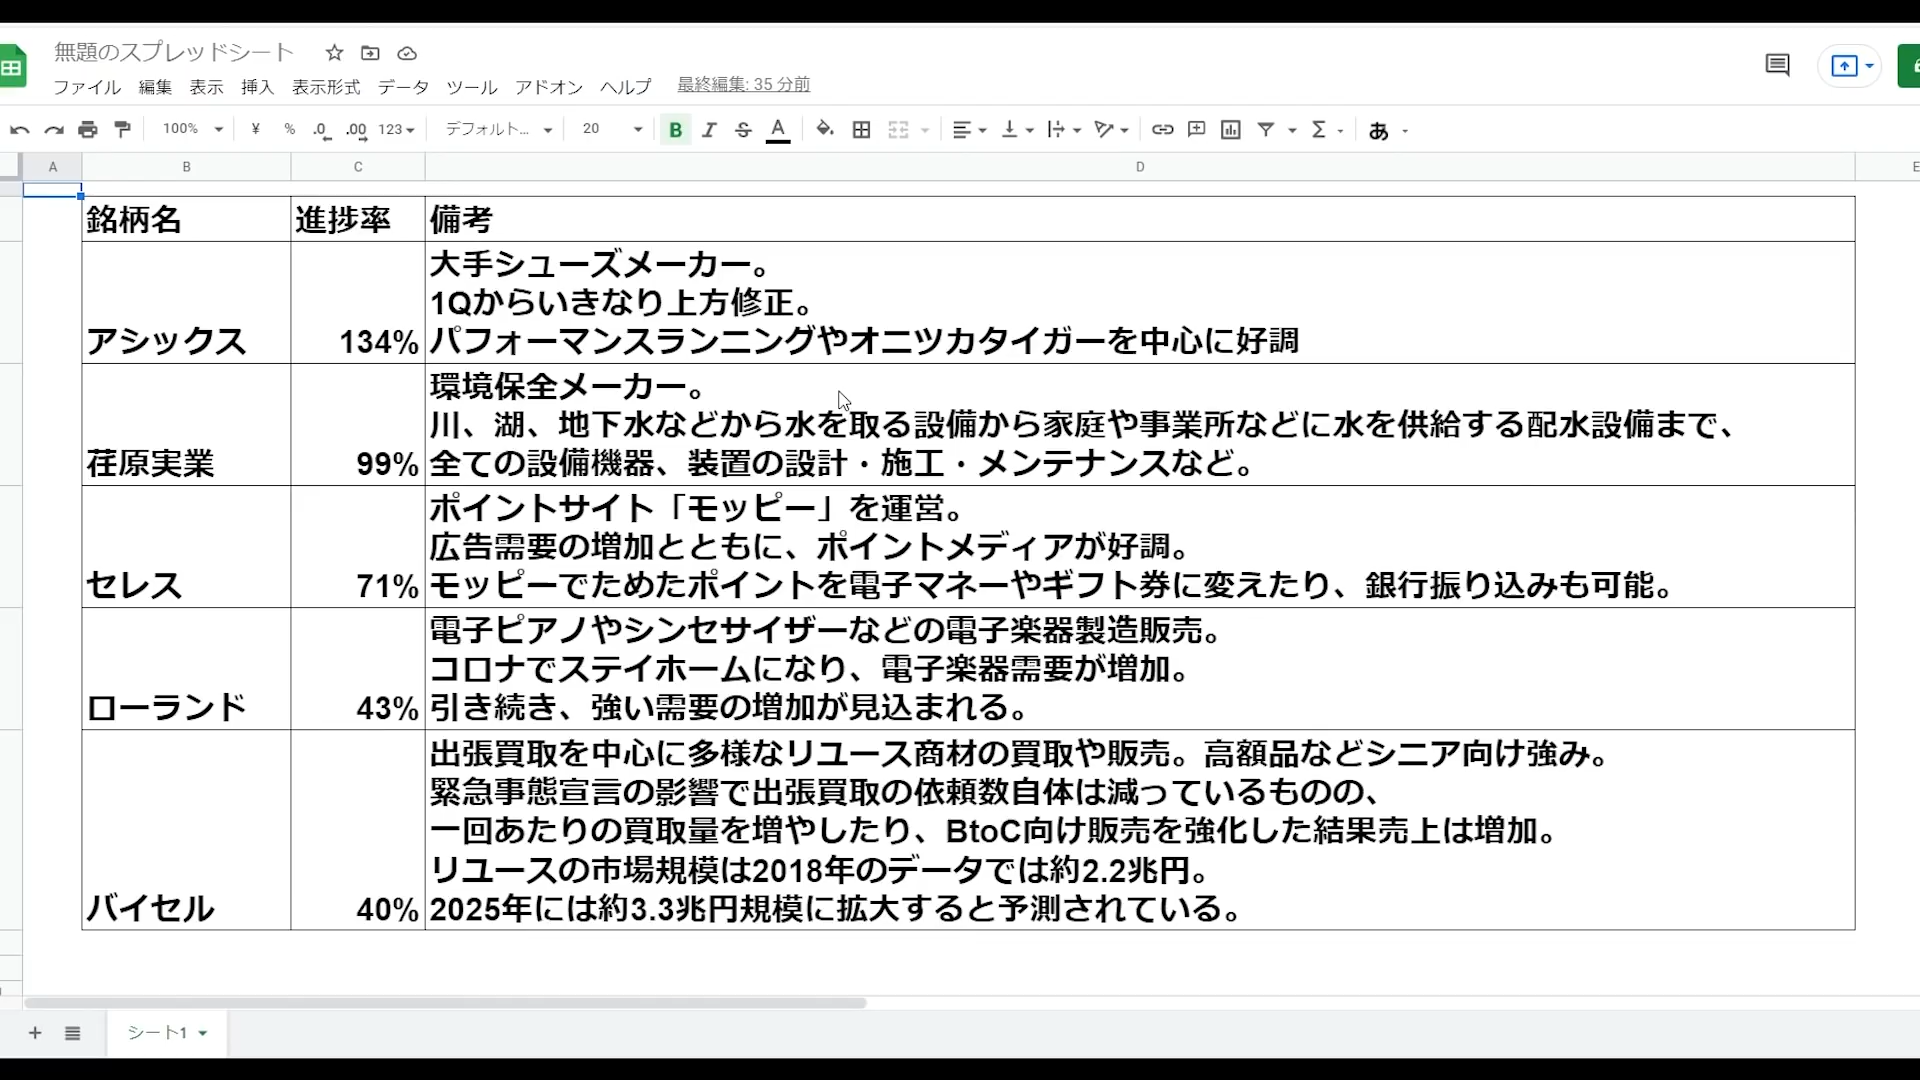 無題のスプレッドシート
ファイル 編集 表示 挿入 表示形式 データ ツール アドオン ヘルプ 最終編集: 35 分前
100% ¥ % .0 .00 123 デフォルト... 20 B I S A Σ あ
A B C D E
銘柄名 進捗率 備考
大手シューズメーカー。
1Qからいきなり上方修正。
アシックス 134% パフォーマンスランニングやオニツカタイガーを中心に好調
環境保全メーカー。
川、湖、地下水などから水を取る設備から家庭や事業所などに水を供給する配水設備まで、
荏原実業 99% 全ての設備機器、装置の設計・施工・メンテナンスなど。
ポイントサイト「モッピー」を運営。
広告需要の増加とともに、ポイントメディアが好調。
セレス 71% モッピーでためたポイントを電子マネーやギフト券に変えたり、銀行振り込みも可能。
電子ピアノやシンセサイザーなどの電子楽器製造販売。
コロナでステイホームになり、電子楽器需要が増加。
ローランド 43% 引き続き、強い需要の増加が見込まれる。
出張買取を中心に多様なリユース商材の買取や販売。高額品などシニア向け強み。
緊急事態宣言の影響で出張買取の依頼数自体は減っているものの、
一回あたりの買取量を増やしたり、BtoC向け販売を強化した結果売上は増加。
リユースの市場規模は2018年のデータでは約2.2兆円。
バイセル 40% 2025年には約3.3兆円規模に拡大すると予測されている。
シート1